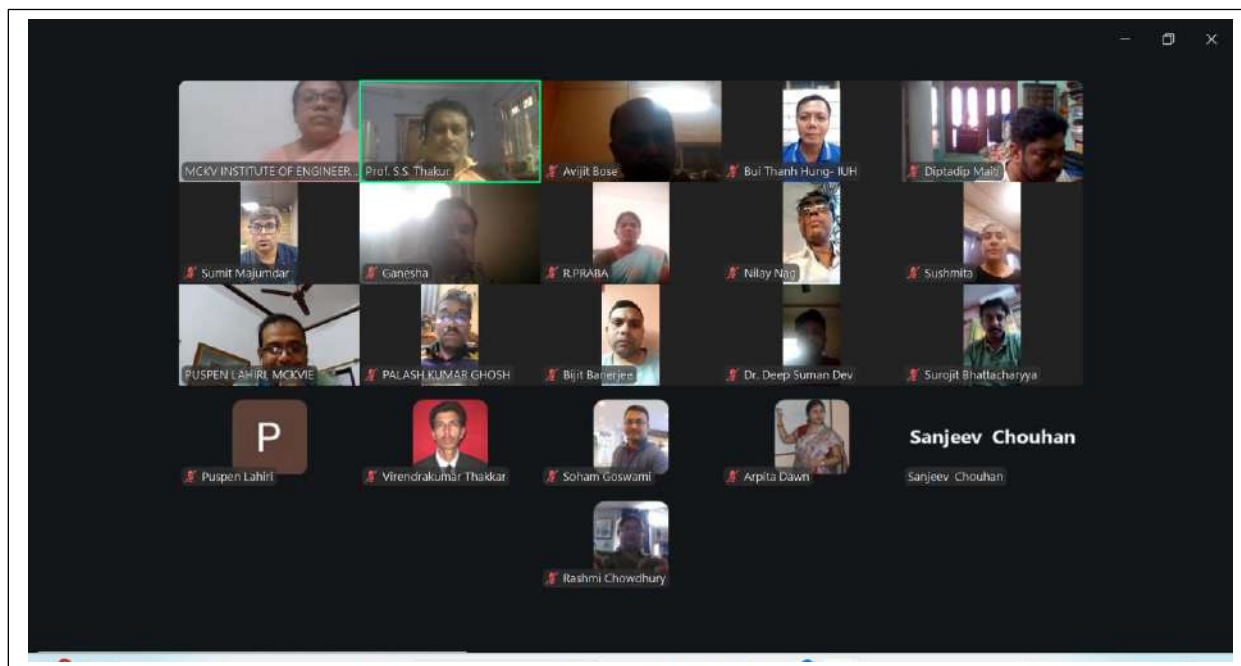 MCKV INSTITUTE OF ENGINEER...
Prof. S.S. Thakur
Avijit Bose
Bui Thanh Hung- IUH
Diptadip Maiti
Sumit Majumdar
Ganesha
R.PRABA
Nilay Nag
Sushmita
PUSPEN LAHIRI, MCKVIE
PALASH KUMAR GHOSH
Bijit Banerjee
Dr. Deep Suman Dev
Surojit Bhattacharyya
P
Puspen Lahiri
Virendrakumar Thakkar
Soham Goswami
Arpita Dawn
Sanjeev Chouhan
Sanjeev Chouhan
Rashmi Chowdhury